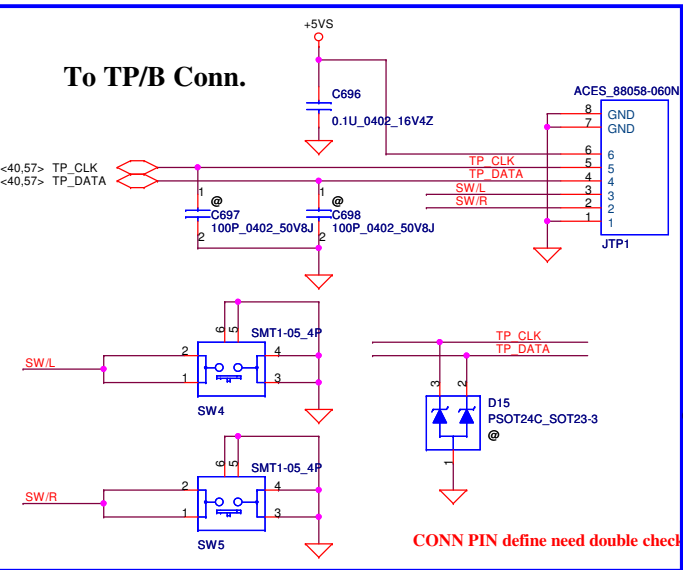 +5VS
To TP/B Conn.
C696
0.1U_0402_16V4Z
ACES_88058-060N
8 GND
7 GND
6 6
<40,57> TP_CLK
TP_CLK 5 5
<40,57> TP_DATA
TP_DATA 4 4
SW/L 3 3
SW/R 2 2
1 1
JTP1
1 @
C697
100P_0402_50V8J
2
1 @
C698
100P_0402_50V8J
2
6 5
SMT1-05_4P
2 4
SW/L
1 3
SW4
TP_CLK
TP_DATA
3 2
D15
PSOT24C_SOT23-3
@
1
6 5
SMT1-05_4P
2 4
SW/R
1 3
SW5
CONN PIN define need double check